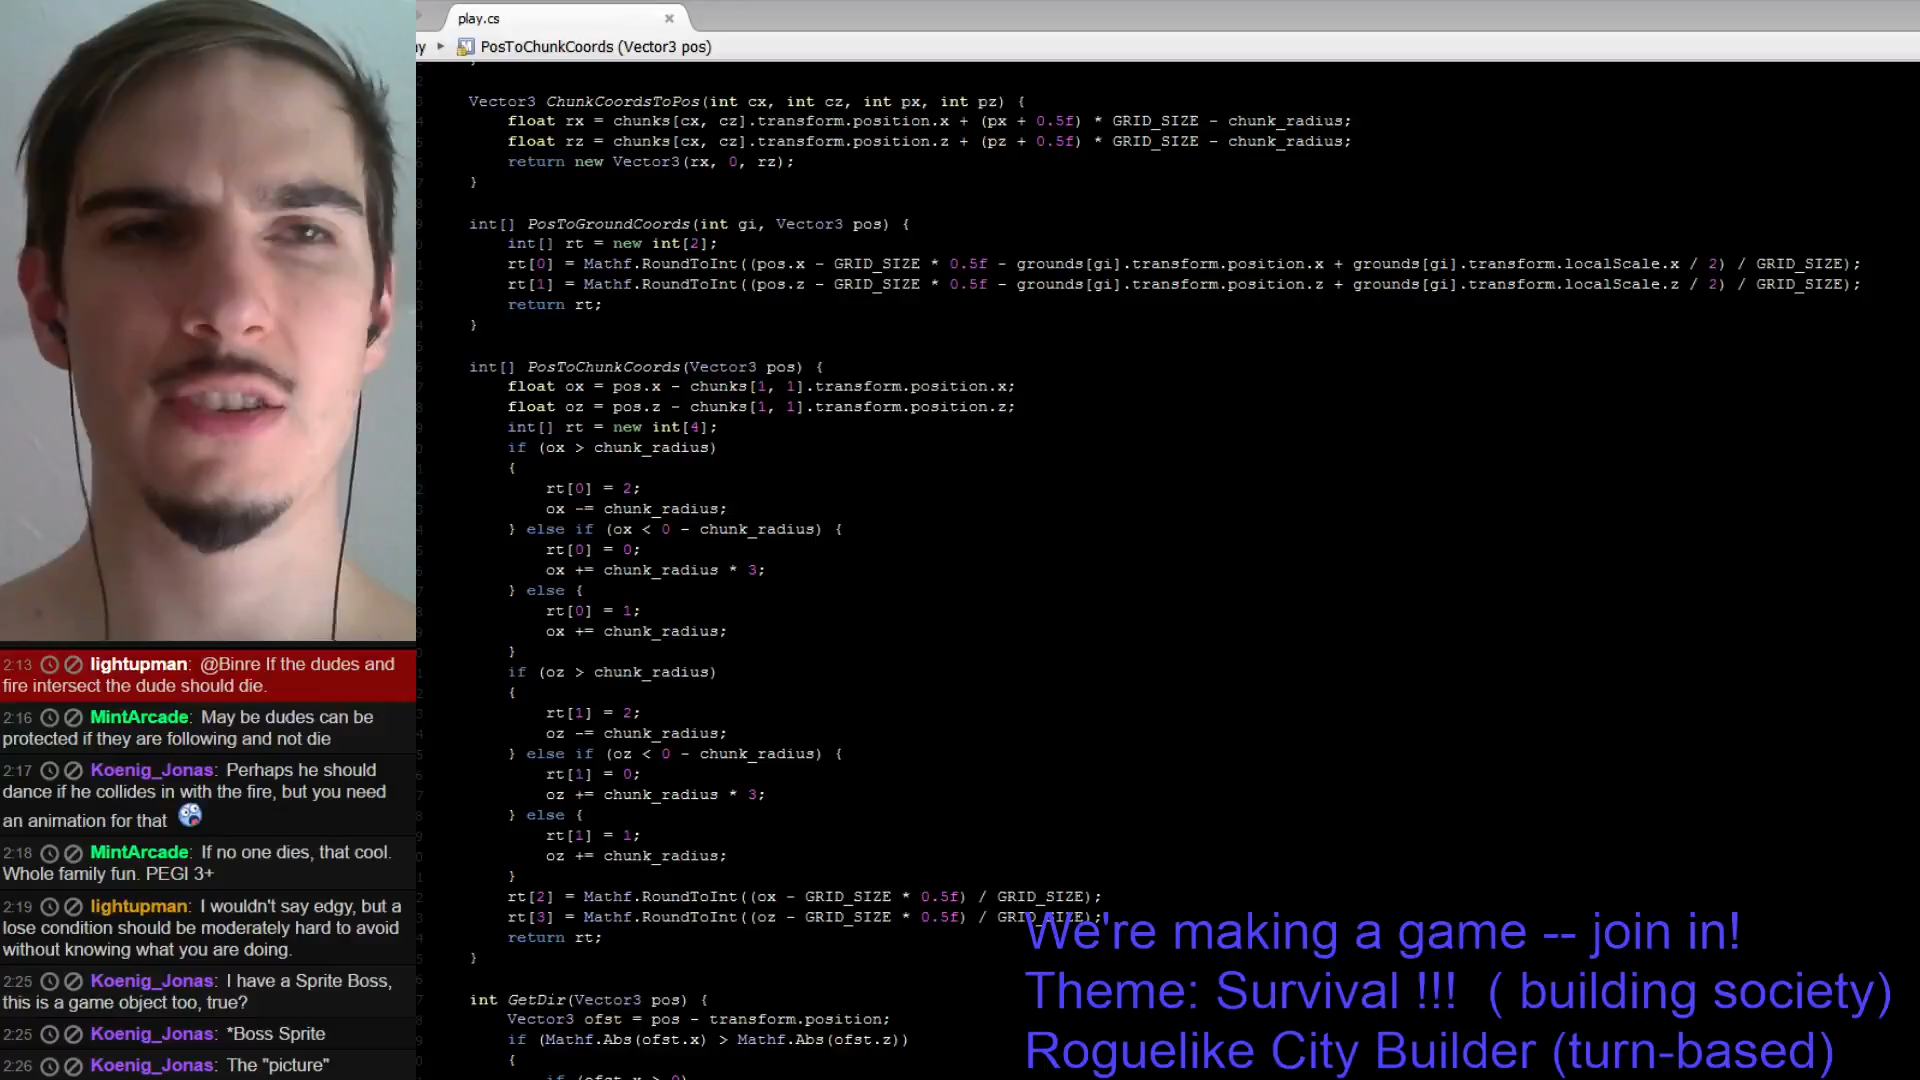 play.cs
PosToChunkCoords (Vector3 pos)
Vector3 ChunkCoordsToPos(int cx, int cz, int px, int pz) {
float rx = chunks[cx, cz].transform.position.x + (px + 0.5f) * GRID_SIZE - chunk_radius;
float rz = chunks[cx, cz].transform.position.z + (pz + 0.5f) * GRID_SIZE - chunk_radius;
return new Vector3(rx, 0, rz);
}
int[] PosToGroundCoords(int gi, Vector3 pos) {
int[] rt = new int[2];
rt[0] = Mathf.RoundToInt((pos.x - GRID_SIZE * 0.5f - grounds[gi].transform.position.x + grounds[gi].transform.localScale.x / 2) / GRID_SIZE);
rt[1] = Mathf.RoundToInt((pos.z - GRID_SIZE * 0.5f - grounds[gi].transform.position.z + grounds[gi].transform.localScale.z / 2) / GRID_SIZE);
return rt;
}
int[] PosToChunkCoords(Vector3 pos) {
float ox = pos.x - chunks[1, 1].transform.position.x;
float oz = pos.z - chunks[1, 1].transform.position.z;
int[] rt = new int[4];
if (ox > chunk_radius)
{
rt[0] = 2;
ox -= chunk_radius;
} else if (ox < 0 - chunk_radius) {
rt[0] = 0;
ox += chunk_radius * 3;
} else {
rt[0] = 1;
ox += chunk_radius;
}
if (oz > chunk_radius)
{
rt[1] = 2;
oz -= chunk_radius;
} else if (oz < 0 - chunk_radius) {
rt[1] = 0;
oz += chunk_radius * 3;
} else {
rt[1] = 1;
oz += chunk_radius;
}
rt[2] = Mathf.RoundToInt((ox - GRID_SIZE * 0.5f) / GRID_SIZE);
rt[3] = Mathf.RoundToInt((oz - GRID_SIZE * 0.5f) / GRID_SIZE);
return rt;
}
int GetDir(Vector3 pos) {
Vector3 ofst = pos - transform.position;
if (Mathf.Abs(ofst.x) > Mathf.Abs(ofst.z))
{
if (ofst.x > 0)
2:13 lightupman: @Binre If the dudes and
fire intersect the dude should die.
2:16 MintArcade: May be dudes can be
protected if they are following and not die
2:17 Koenig_Jonas: Perhaps he should
dance if he collides in with the fire, but you need
an animation for that
2:18 MintArcade: If no one dies, that cool.
Whole family fun. PEGI 3+
2:19 lightupman: I wouldn't say edgy, but a
lose condition should be moderately hard to avoid
without knowing what you are doing.
2:25 Koenig_Jonas: I have a Sprite Boss,
this is a game object too, true?
2:25 Koenig_Jonas: *Boss Sprite
2:26 Koenig_Jonas: The "picture"
We're making a game -- join in!
Theme: Survival !!! ( building society)
Roguelike City Builder (turn-based)